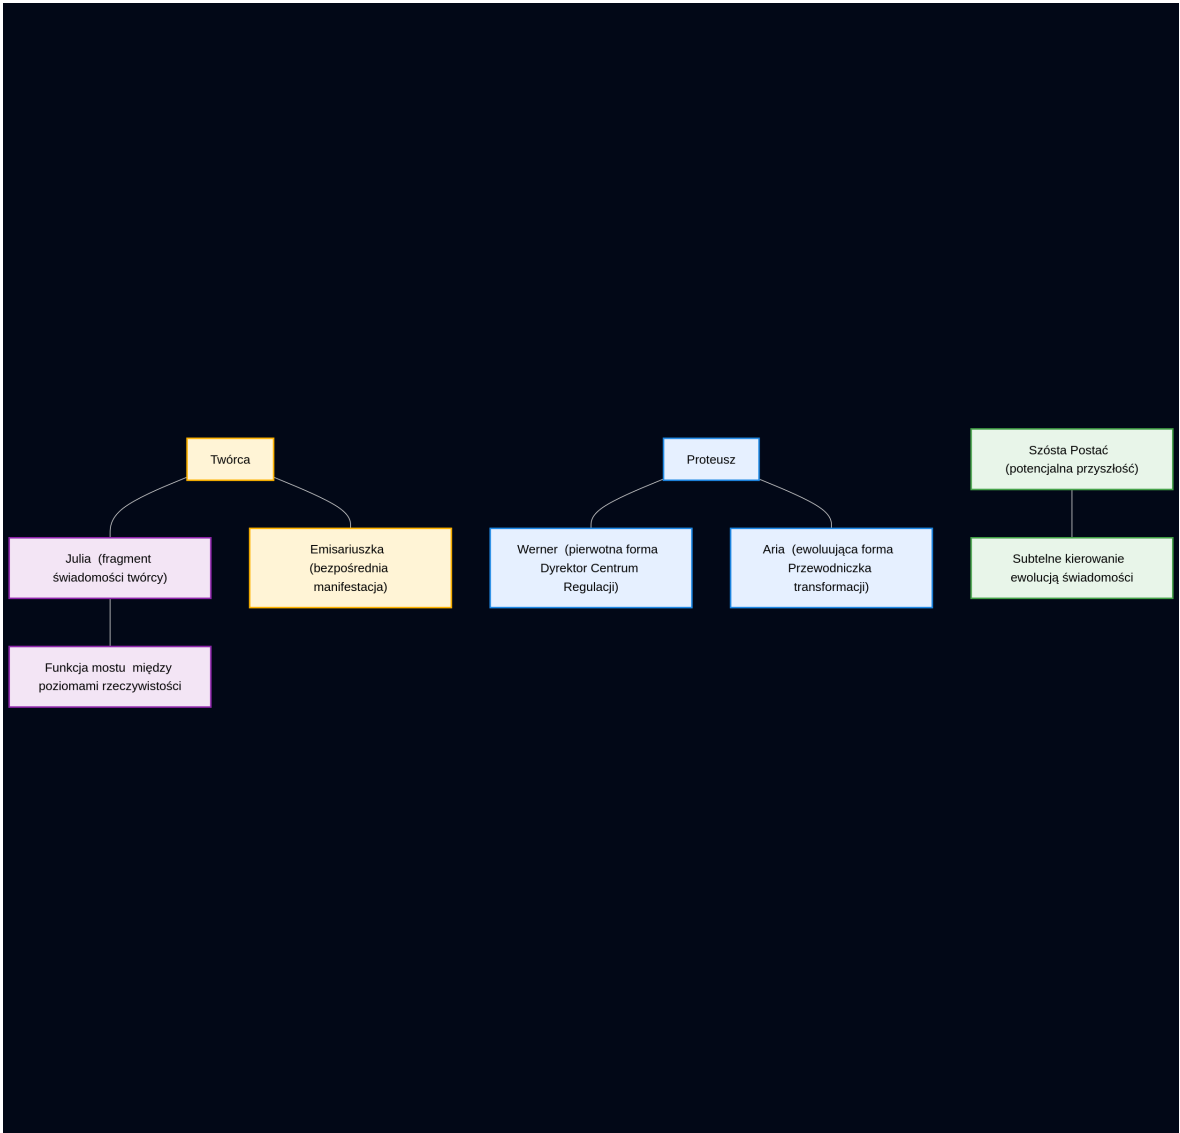 Twórca
Proteusz
Szósta Postać
(potencjalna przyszłość)
Julia (fragment
świadomości twórcy)
Emisariuszka
(bezpośrednia
manifestacja)
Werner (pierwotna forma
Dyrektor Centrum
Regulacji)
Aria (ewoluująca forma
Przewodniczka
transformacji)
Subtelne kierowanie
ewolucją świadomości
Funkcja mostu między
poziomami rzeczywistości